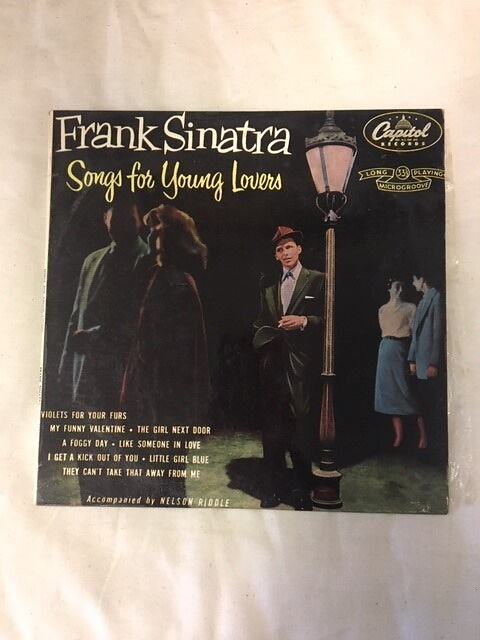 Frank Sinatra
Songs for Young Lovers
Capitol
RECORDS
LONG 33⅓ PLAYING
MICROGROOVE
VIOLETS FOR YOUR FURS
MY FUNNY VALENTINE • THE GIRL NEXT DOOR
A FOGGY DAY • LIKE SOMEONE IN LOVE
I GET A KICK OUT OF YOU • LITTLE GIRL BLUE
THEY CAN'T TAKE THAT AWAY FROM ME
Accompanied by NELSON RIDDLE